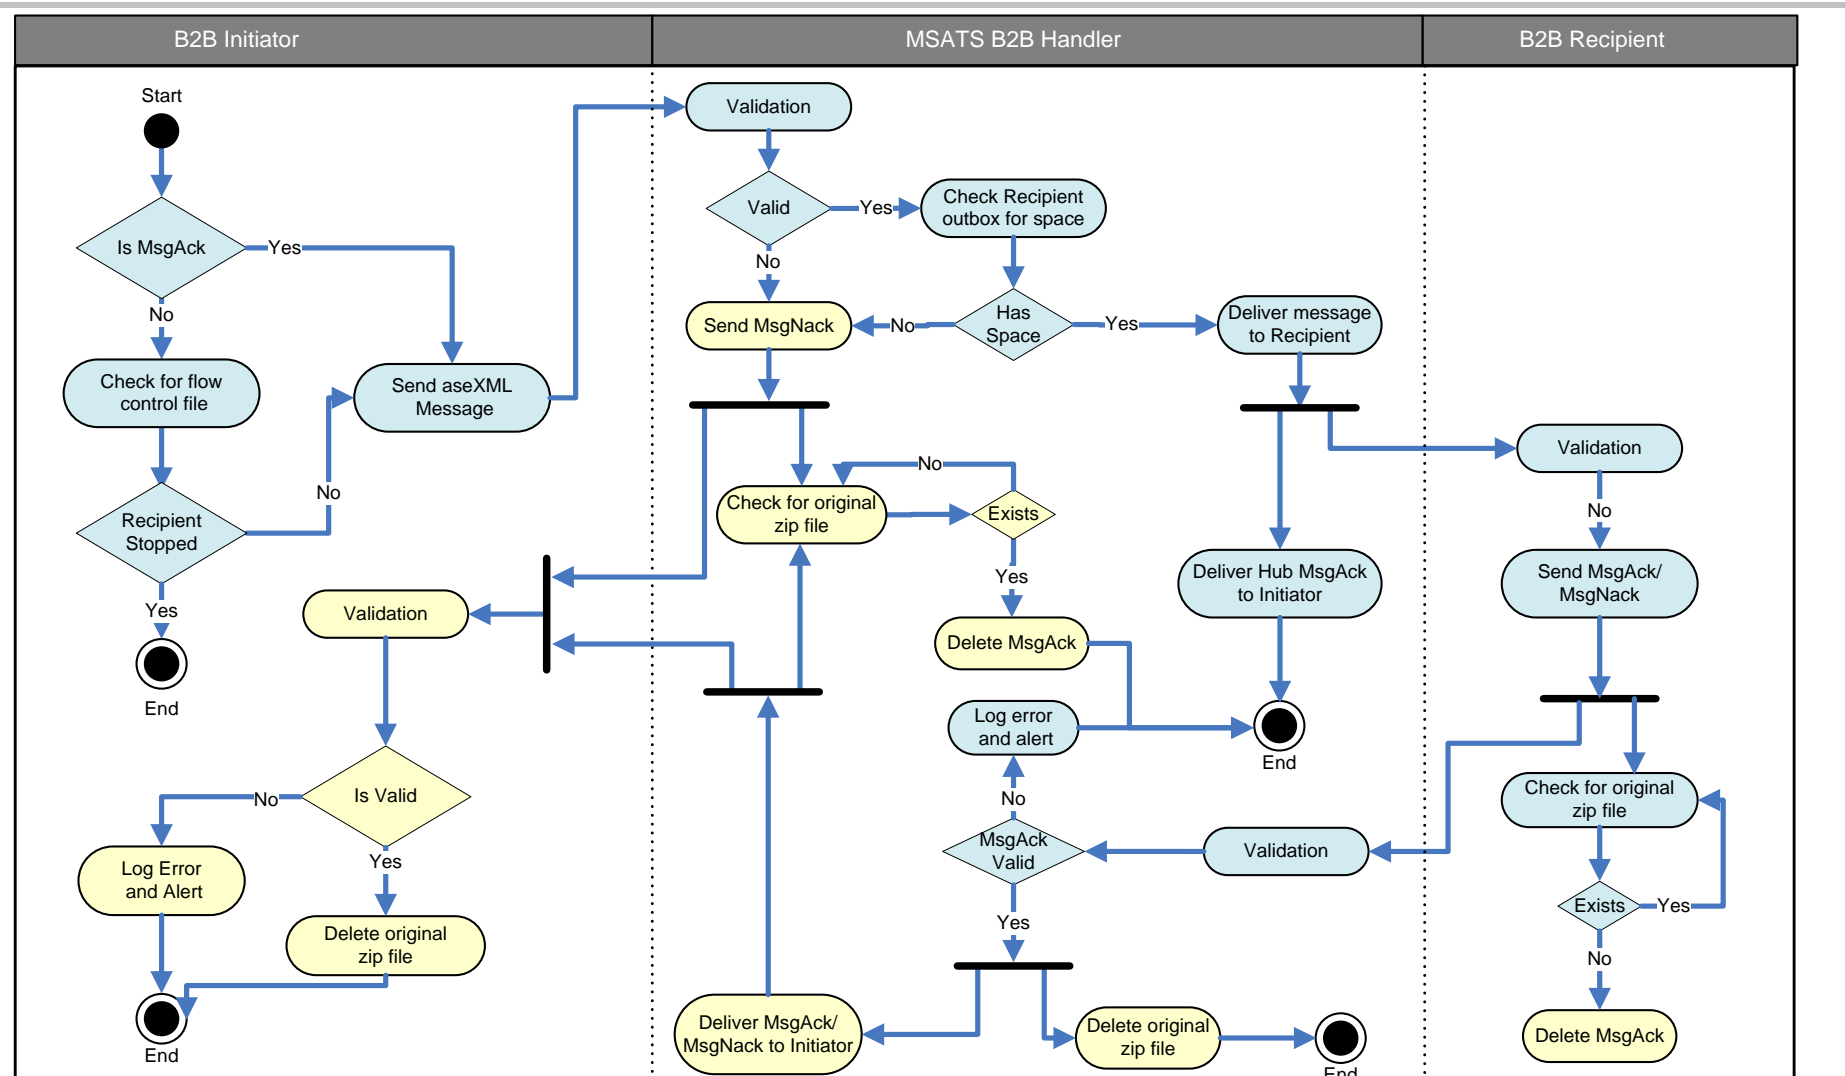 B2B Initiator
MSATS B2B Handler
B2B Recipient
Start
Is MsgAck
Yes
No
Check for flow
control file
Send aseXML
Message
Recipient
Stopped
No
Yes
End
Validation
Is Valid
No
Yes
Log Error
and Alert
Delete original
zip file
End
Validation
Valid
Yes
Check Recipient
outbox for space
No
Send MsgNack
No
Has
Space
Yes
Deliver message
to Recipient
No
Check for original
zip file
Exists
Yes
Delete MsgAck
Deliver Hub MsgAck
to Initiator
Log error
and alert
End
No
MsgAck
Valid
Validation
Yes
Deliver MsgAck/
MsgNack to Initiator
Delete original
zip file
End
Validation
No
Send MsgAck/
MsgNack
Check for original
zip file
Exists
Yes
No
Delete MsgAck